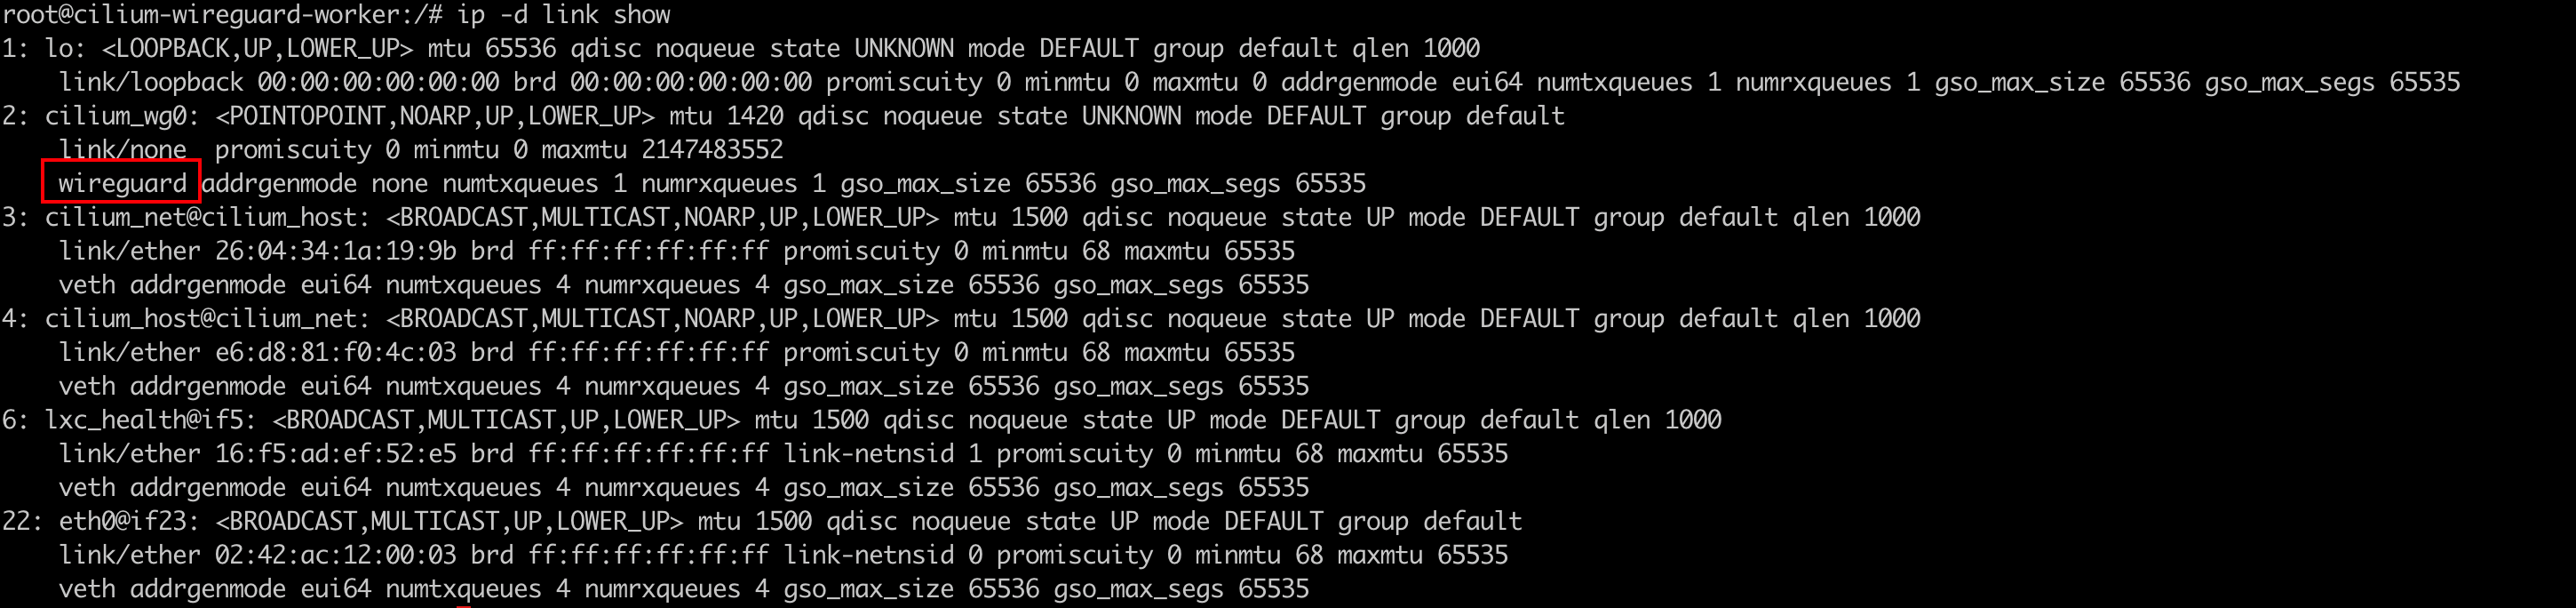 root@cilium-wireguard-worker:/# ip -d link show
1: lo: <LOOPBACK,UP,LOWER_UP> mtu 65536 qdisc noqueue state UNKNOWN mode DEFAULT group default qlen 1000
    link/loopback 00:00:00:00:00:00 brd 00:00:00:00:00:00 promiscuity 0 minmtu 0 maxmtu 0 addrgenmode eui64 numtxqueues 1 numrxqueues 1 gso_max_size 65536 gso_max_segs 65535
2: cilium_wg0: <POINTOPOINT,NOARP,UP,LOWER_UP> mtu 1420 qdisc noqueue state UNKNOWN mode DEFAULT group default
    link/none  promiscuity 0 minmtu 0 maxmtu 2147483552
    wireguard addrgenmode none numtxqueues 1 numrxqueues 1 gso_max_size 65536 gso_max_segs 65535
3: cilium_net@cilium_host: <BROADCAST,MULTICAST,NOARP,UP,LOWER_UP> mtu 1500 qdisc noqueue state UP mode DEFAULT group default qlen 1000
    link/ether 26:04:34:1a:19:9b brd ff:ff:ff:ff:ff:ff promiscuity 0 minmtu 68 maxmtu 65535
    veth addrgenmode eui64 numtxqueues 4 numrxqueues 4 gso_max_size 65536 gso_max_segs 65535
4: cilium_host@cilium_net: <BROADCAST,MULTICAST,NOARP,UP,LOWER_UP> mtu 1500 qdisc noqueue state UP mode DEFAULT group default qlen 1000
    link/ether e6:d8:81:f0:4c:03 brd ff:ff:ff:ff:ff:ff promiscuity 0 minmtu 68 maxmtu 65535
    veth addrgenmode eui64 numtxqueues 4 numrxqueues 4 gso_max_size 65536 gso_max_segs 65535
6: lxc_health@if5: <BROADCAST,MULTICAST,UP,LOWER_UP> mtu 1500 qdisc noqueue state UP mode DEFAULT group default qlen 1000
    link/ether 16:f5:ad:ef:52:e5 brd ff:ff:ff:ff:ff:ff link-netnsid 1 promiscuity 0 minmtu 68 maxmtu 65535
    veth addrgenmode eui64 numtxqueues 4 numrxqueues 4 gso_max_size 65536 gso_max_segs 65535
22: eth0@if23: <BROADCAST,MULTICAST,UP,LOWER_UP> mtu 1500 qdisc noqueue state UP mode DEFAULT group default
    link/ether 02:42:ac:12:00:03 brd ff:ff:ff:ff:ff:ff link-netnsid 0 promiscuity 0 minmtu 68 maxmtu 65535
    veth addrgenmode eui64 numtxqueues 4 numrxqueues 4 gso_max_size 65536 gso_max_segs 65535